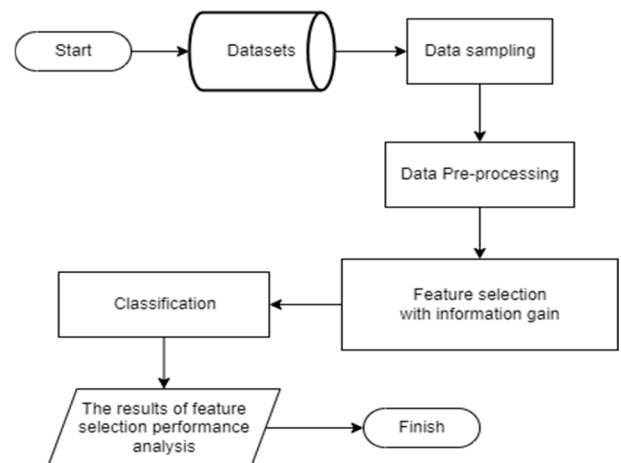 Start
Datasets
Data sampling
Data Pre-processing
Feature selection
with information gain
Classification
The results of feature
selection performance
analysis
Finish